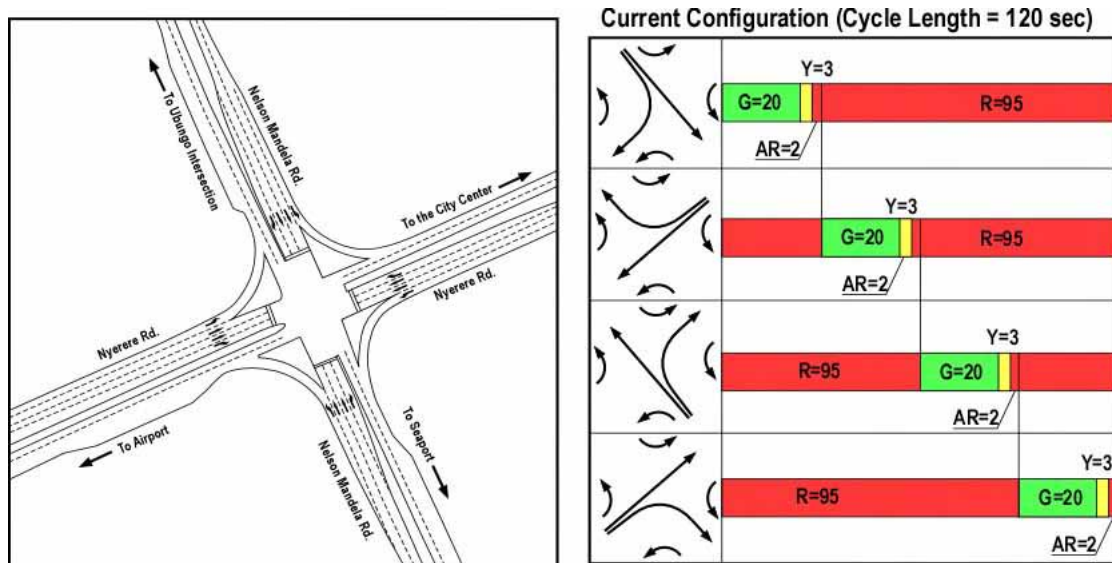 Current Configuration (Cycle Length = 120 sec)
To Ubungo Intersection
Nelson Mandela Rd.
To the City Center
Nyerere Rd.
Nyerere Rd.
To Airport
To Seaport
Nelson Mandela Rd.
Y=3
G=20
R=95
AR=2
Y=3
G=20
R=95
AR=2
Y=3
R=95
G=20
AR=2
Y=3
R=95
G=20
AR=2